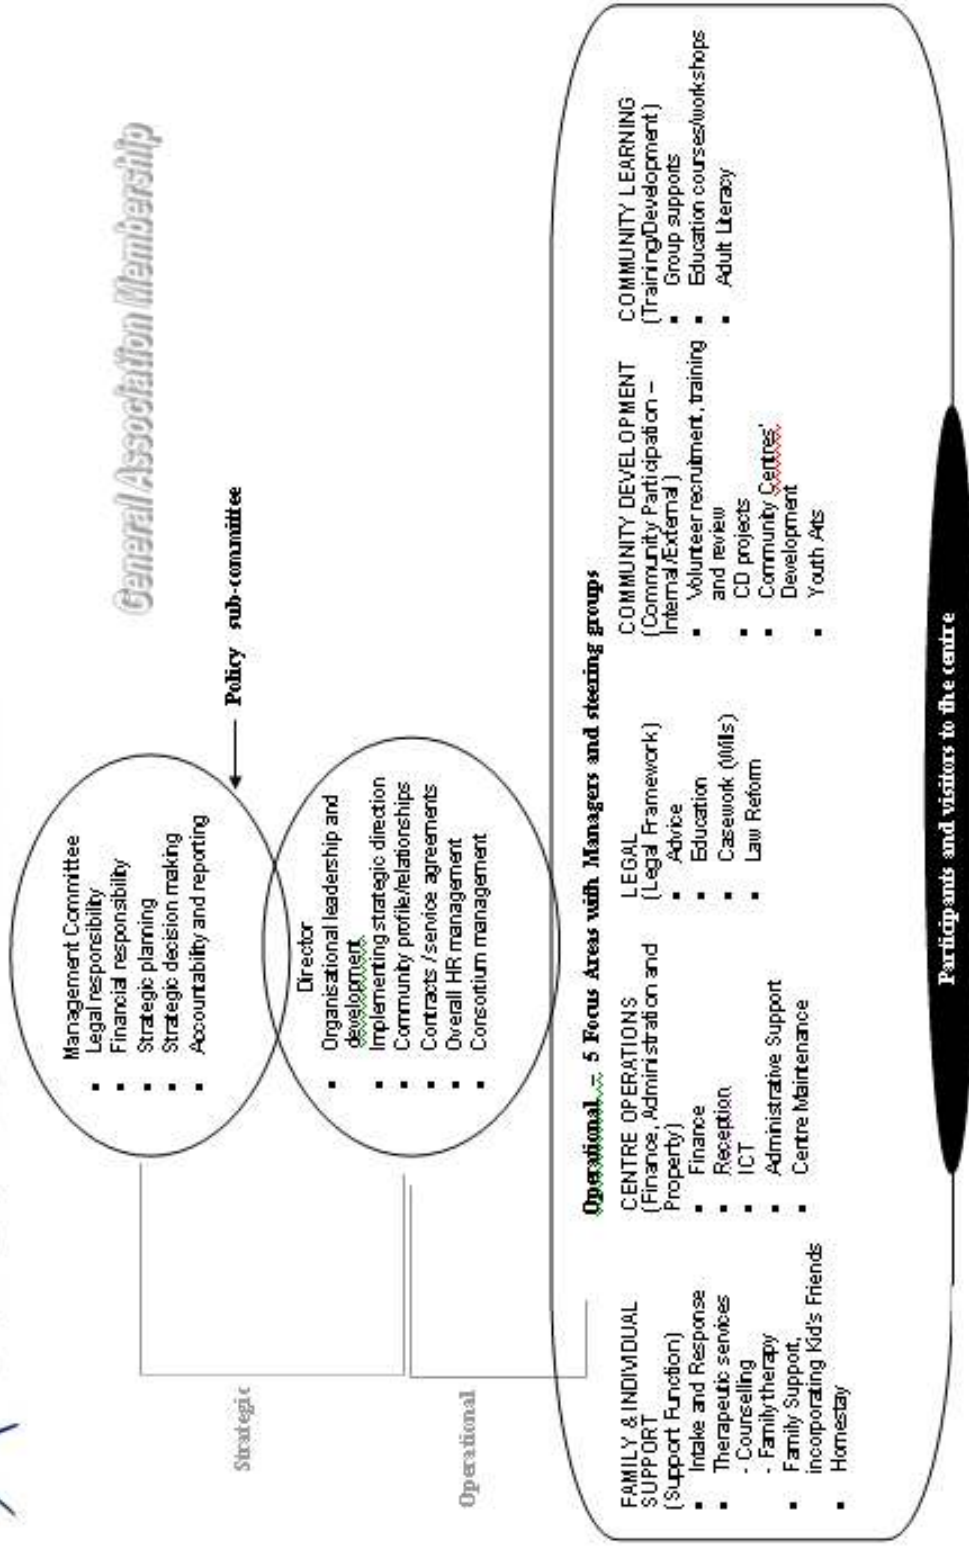 General Association Membership
Management Committee
▪ Legal responsibility
▪ Financial responsibility
▪ Strategic planning
▪ Strategic decision making
▪ Accountability and reporting
Policy sub-committee
Strategic
Director
▪ Organisational leadership and
development
▪ Implementing strategic direction
▪ Community profile/relationships
▪ Contracts / service agreements
▪ Overall HR management
▪ Consortium management
Operational
Operational – 5 Focus Areas with Managers and steering groups
FAMILY & INDIVIDUAL
SUPPORT
(Support Function)
▪ Intake and Response
▪ Therapeutic services
- Counselling
- Family therapy
▪ Family Support,
incorporating Kid's Friends
▪ Homestay
CENTRE OPERATIONS
(Finance, Administration and
Property)
▪ Finance
▪ Reception
▪ ICT
▪ Administrative Support
▪ Centre Maintenance
LEGAL
(Legal Framework)
▪ Advice
▪ Education
▪ Casework (Wills)
▪ Law Reform
COMMUNITY DEVELOPMENT
(Community Participation –
Internal/External)
▪ Volunteer recruitment, training
and review
▪ CD projects
▪ Community Centres'
Development
▪ Youth Arts
COMMUNITY LEARNING
(Training/Development)
▪ Group supports
▪ Education courses/workshops
▪ Adult Literacy
Participants and visitors to the centre